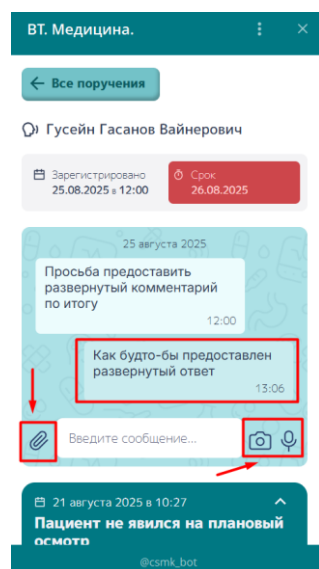 ВТ. Медицина.
Все поручения
Гусейн Гасанов Вайнерович
Зарегистрировано
25.08.2025 в 12:00
Срок
26.08.2025
25 августа 2025
Просьба предоставить
развернутый комментарий
по итогу
12:00
Как будто-бы предоставлен
развернутый ответ
13:06
Введите сообщение...
21 августа 2025 в 10:27
Пациент не явился на плановый
осмотр
@csmk_bot